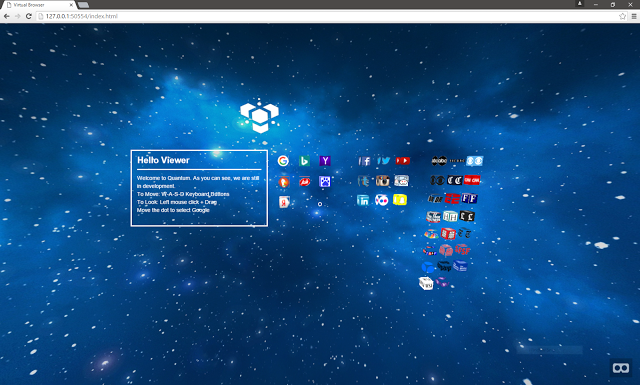 Virtual Browser
127.0.0.1:50554/index.html
Hello Viewer
Welcome to Quantum. As you can see, we are still
in development.
To Move: W-A-S-D Keyboard Buttons
To Look: Left mouse click + Drag
Move the dot to select Google